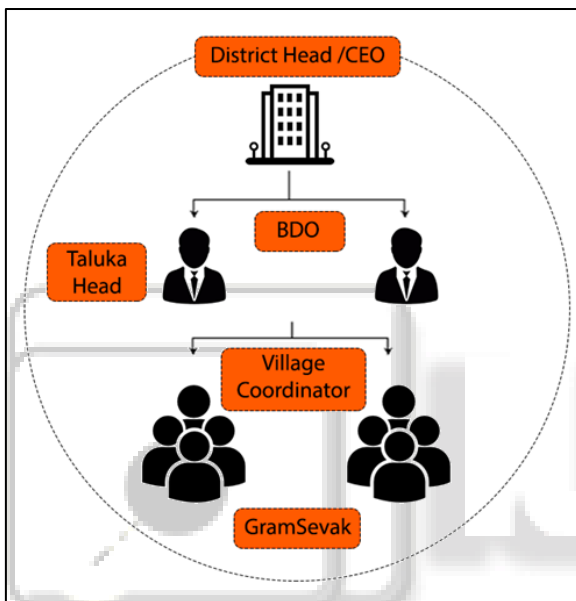 District Head /CEO
BDO
Taluka
Head
Village
Coordinator
GramSevak